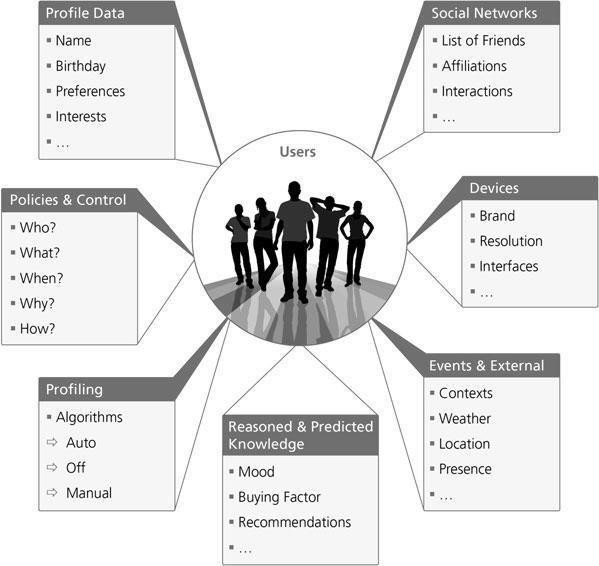 Profile Data
▪ Name
▪ Birthday
▪ Preferences
▪ Interests
▪ …
Social Networks
▪ List of Friends
▪ Affiliations
▪ Interactions
▪ …
Users
Policies & Control
▪ Who?
▪ What?
▪ When?
▪ Why?
▪ How?
Devices
▪ Brand
▪ Resolution
▪ Interfaces
▪ …
Profiling
▪ Algorithms
⇨ Auto
⇨ Off
⇨ Manual
Reasoned & Predicted
Knowledge
▪ Mood
▪ Buying Factor
▪ Recommendations
▪ …
Events & External
▪ Contexts
▪ Weather
▪ Location
▪ Presence
▪ …